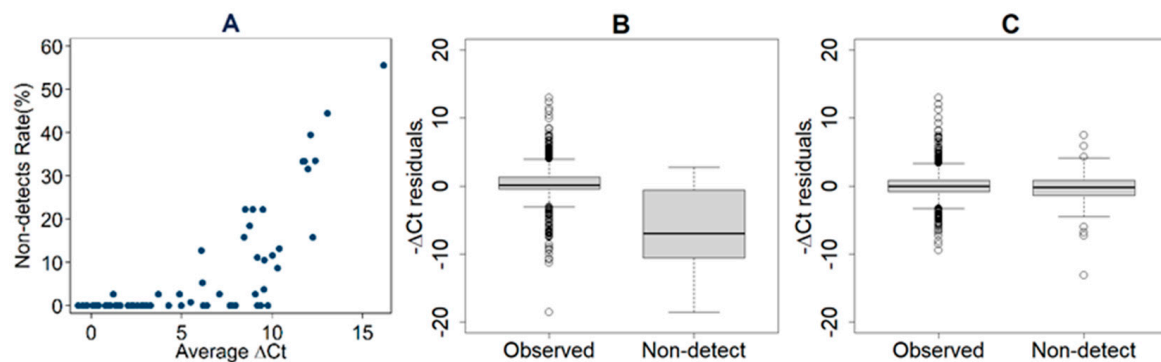 A
Non-detects Rate(%)
60
50
40
30
20
10
0
0 5 10 15
Average ΔCt
B
-ΔCt residuals.
20
10
0
-10
-20
Observed Non-detect
C
-ΔCt residuals.
20
10
0
-10
-20
Observed Non-detect